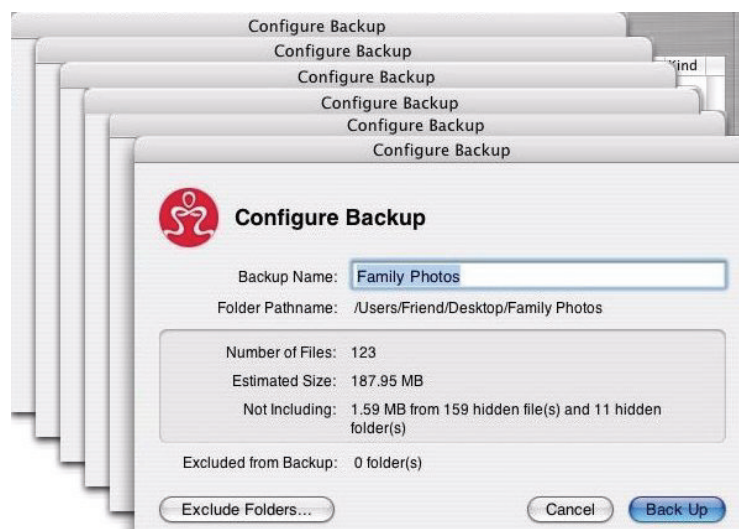 Configure Backup
Configure Backup
Kind
Configure Backup
Configure Backup
Configure Backup
Configure Backup
Configure Backup
Backup Name: Family Photos
Folder Pathname: /Users/Friend/Desktop/Family Photos
Number of Files: 123
Estimated Size: 187.95 MB
Not Including: 1.59 MB from 159 hidden file(s) and 11 hidden
folder(s)
Excluded from Backup: 0 folder(s)
Exclude Folders... Cancel Back Up